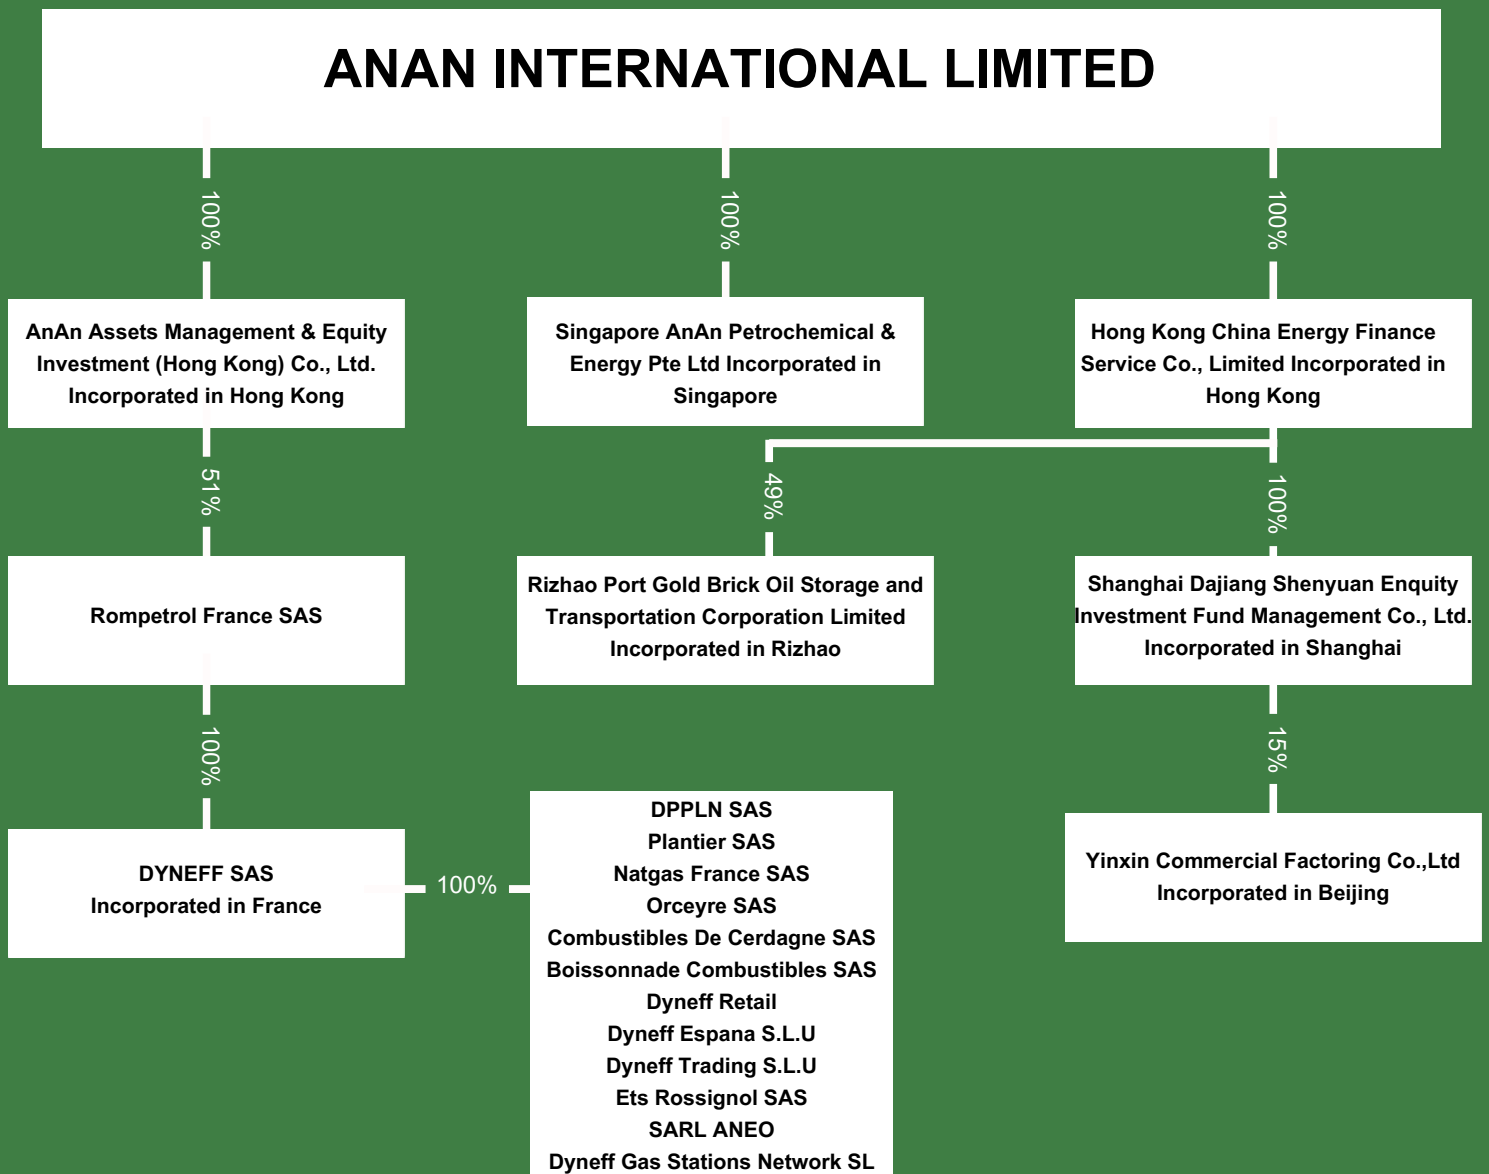 ANAN INTERNATIONAL LIMITED
100%
100%
100%
AnAn Assets Management & Equity
Investment (Hong Kong) Co., Ltd.
Incorporated in Hong Kong
Singapore AnAn Petrochemical &
Energy Pte Ltd Incorporated in
Singapore
Hong Kong China Energy Finance
Service Co., Limited Incorporated in
Hong Kong
51%
49%
100%
Rompetrol France SAS
Rizhao Port Gold Brick Oil Storage and
Transportation Corporation Limited
Incorporated in Rizhao
Shanghai Dajiang Shenyuan Enquity
Investment Fund Management Co., Ltd.
Incorporated in Shanghai
100%
15%
DYNEFF SAS
Incorporated in France
100%
DPPLN SAS
Plantier SAS
Natgas France SAS
Orceyre SAS
Combustibles De Cerdagne SAS
Boissonnade Combustibles SAS
Dyneff Retail
Dyneff Espana S.L.U
Dyneff Trading S.L.U
Ets Rossignol SAS
SARL ANEO
Dyneff Gas Stations Network SL
Yinxin Commercial Factoring Co.,Ltd
Incorporated in Beijing